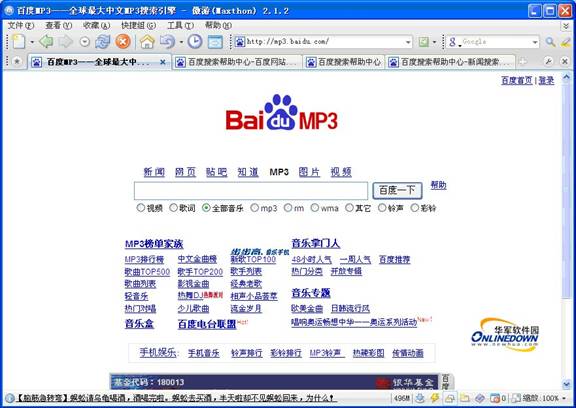 百度MP3——全球最大中文MP3搜索引擎 - 傲游(Maxthon) 2.1.2
文件(F) 查看(V) 收藏(A) 快捷组(G) 工具(T) 帮助(H)
http://mp3.baidu.com/ Google
百度MP3——全球最大中... 百度搜索帮助中心-百度网站... 百度搜索帮助中心 百度搜索帮助中心-新闻搜索...
百度首页 | 登录
Bai du MP3
新闻 网页 贴吧 知道 MP3 图片 视频
百度一下 帮助
视频 歌词 全部音乐 mp3 rm wma 其它 铃声 彩铃
MP3榜单家族 步步高 音乐手机 音乐掌门人
MP3排行榜 中文金曲榜 新歌TOP100 48小时人气 一周人气 百度推荐
歌曲TOP500 歌手TOP200 歌手列表 热门分类 开放专辑
歌曲列表 影视金曲 经典老歌
轻音乐 热舞DJ 相声小品荟萃 音乐专题
热门对唱 少儿歌曲 流金岁月 欧美金曲 日韩流行风
音乐盒 百度电台联盟 Hot! 唱响奥运畅想中华——奥运系列活动 New!
华军软件园
ONLINEDOWN
www.newhua.com
手机娱乐: 手机音乐 铃声排行 彩铃排行 MP3铃声 热辣彩图 传情动画
基金代码:180013 银华基金
【脑筋急转弯】蜈蚣请乌龟喝酒,酒喝完啦。蜈蚣去买酒,半天啦却不见蜈蚣回来,为什么! 496M 0 缩放:100%